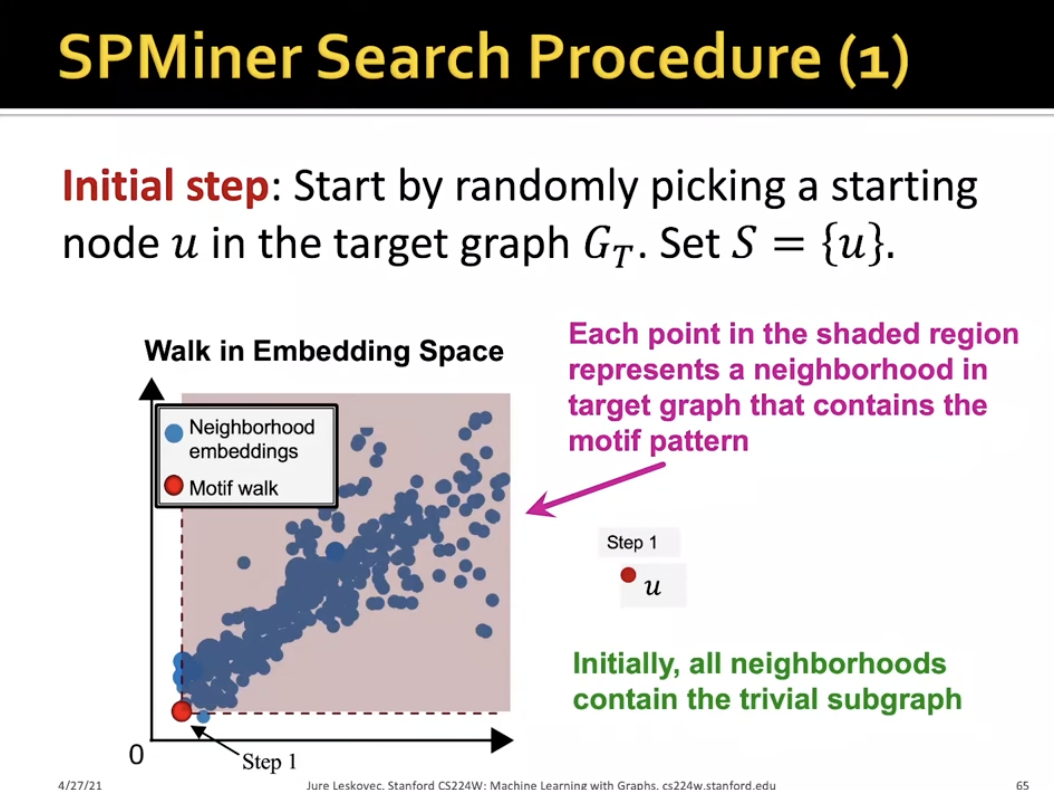 SPMiner Search Procedure (1)
Initial step: Start by randomly picking a starting
node u in the target graph G_T. Set S = {u}.
Walk in Embedding Space
Neighborhood
embeddings
Motif walk
0
Step 1
Each point in the shaded region
represents a neighborhood in
target graph that contains the
motif pattern
Step 1
u
Initially, all neighborhoods
contain the trivial subgraph
4/27/21
Jure Leskovec, Stanford CS224W: Machine Learning with Graphs, cs224w.stanford.edu
65